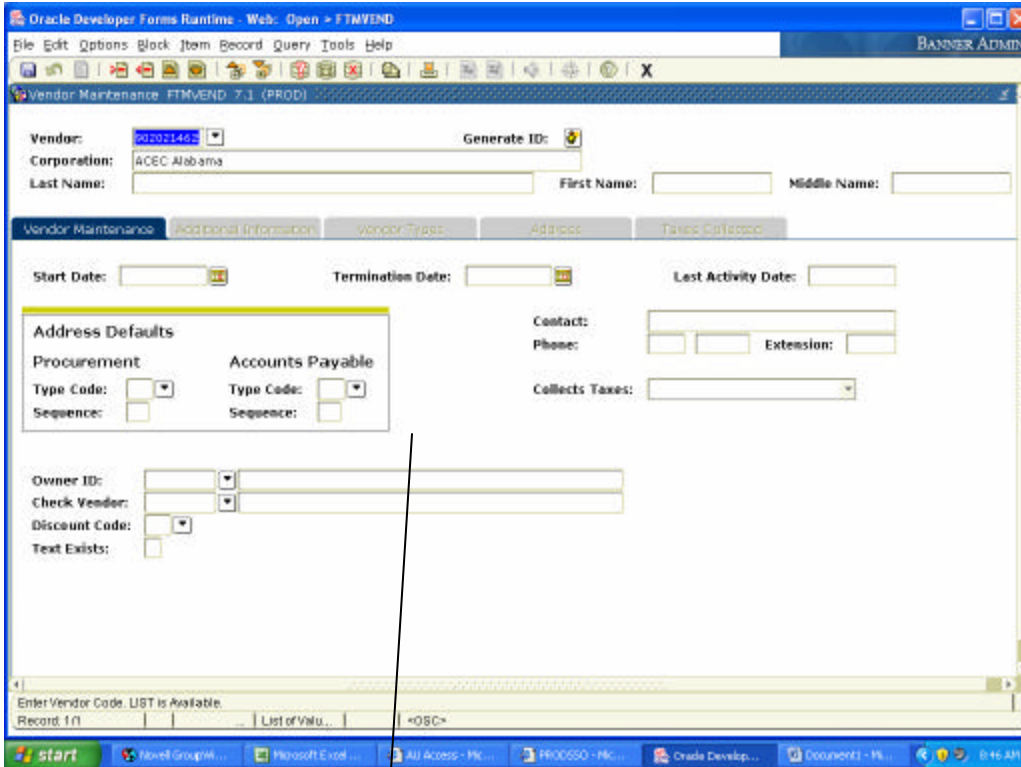 Oracle Developer Forms Runtime - Web: Open > FTMVEND
File Edit Options Block Item Record Query Tools Help
BANNER ADMIN
X
Vendor Maintenance FTMVEND 7.1 (PROD)
Vendor: 902021462 Generate ID:
Corporation: ACEC Alabama
Last Name: First Name: Middle Name:
Vendor Maintenance Additional Information Vendor Types Address Taxes Collected
Start Date: Termination Date: Last Activity Date:
Address Defaults
Contact:
Procurement Accounts Payable
Phone: Extension:
Type Code: Type Code:
Collects Taxes:
Sequence: Sequence:
Owner ID:
Check Vendor:
Discount Code:
Text Exists:
Enter Vendor Code. LIST is Available.
Record: 1/1 ... List of Valu... <OSC>
start Novell GroupWi... Microsoft Excel ... AU Access - Mic... PRODSSO - Mic... Oracle Develop... Document1 - Mi... 8:46 AM